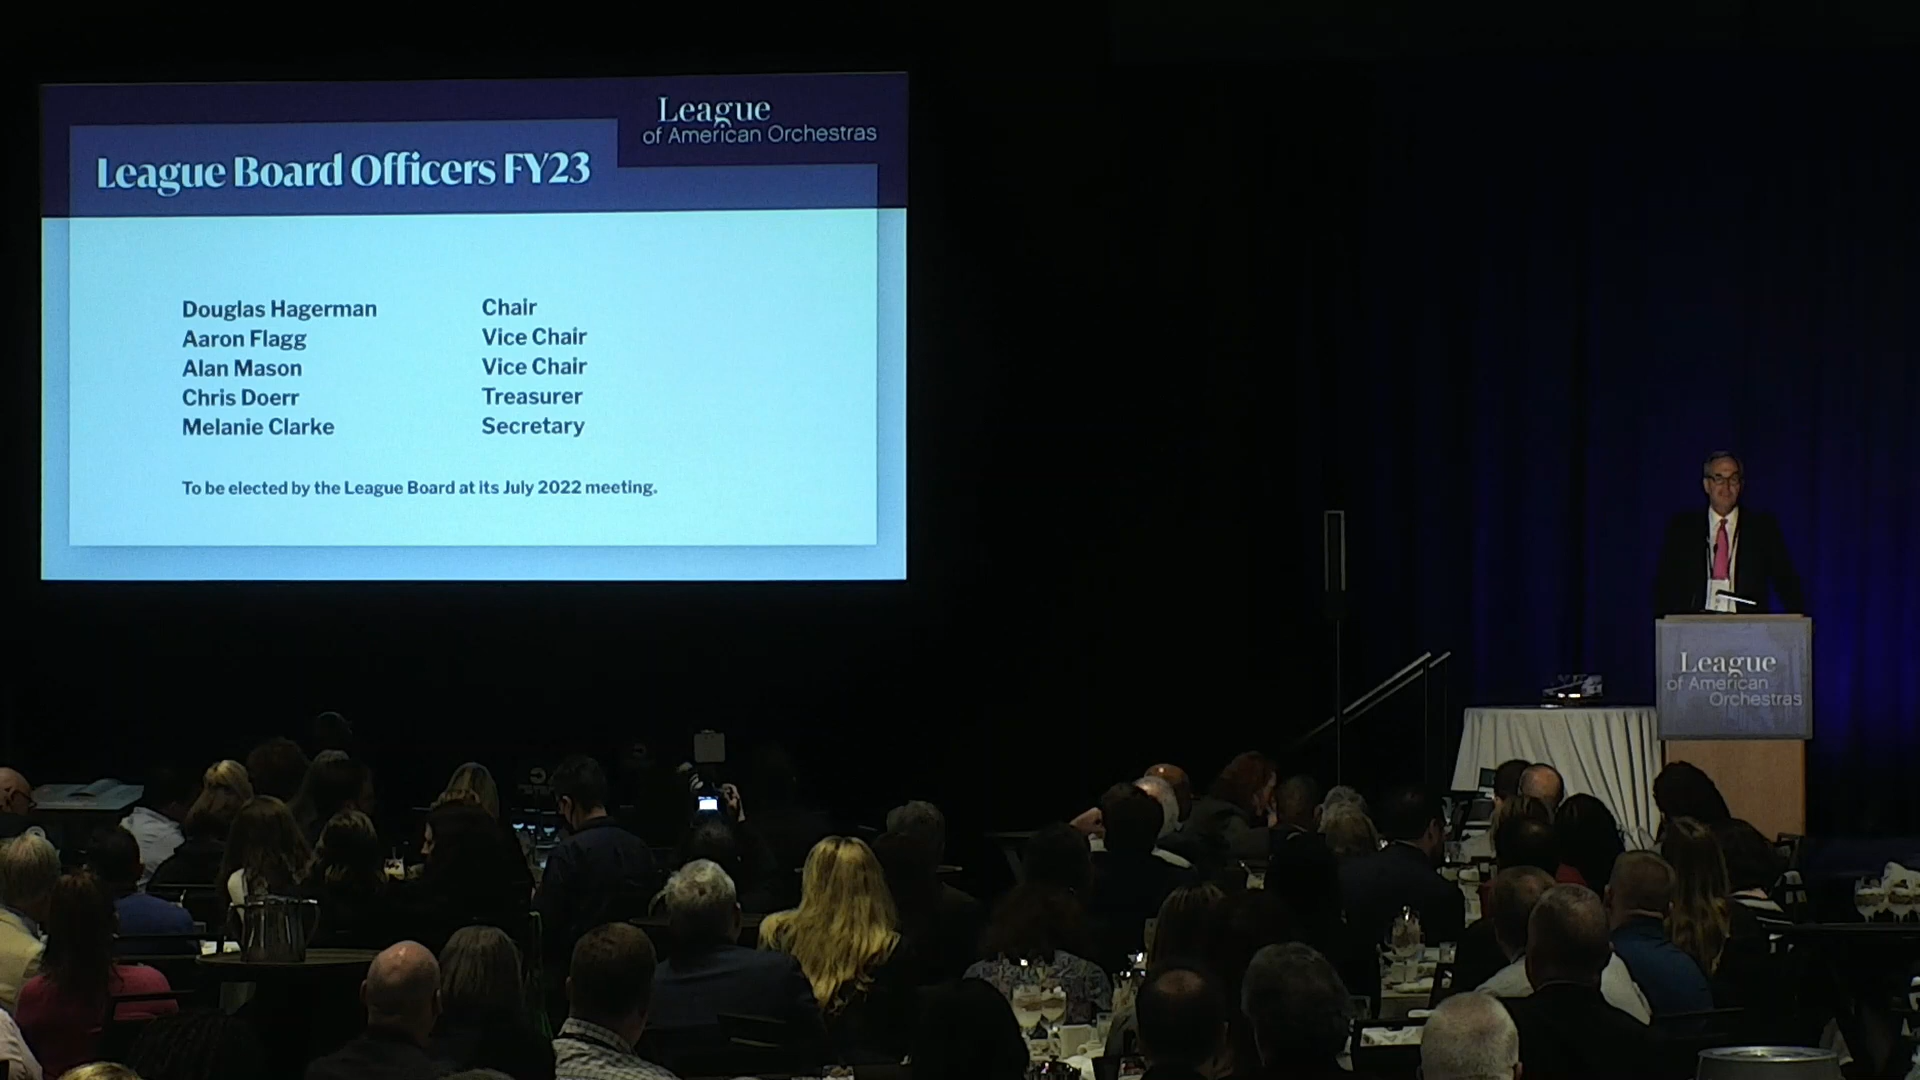 League
of American Orchestras
League Board Officers FY23
Douglas Hagerman Chair
Aaron Flagg Vice Chair
Alan Mason Vice Chair
Chris Doerr Treasurer
Melanie Clarke Secretary
To be elected by the League Board at its July 2022 meeting.
League
of American
Orchestras